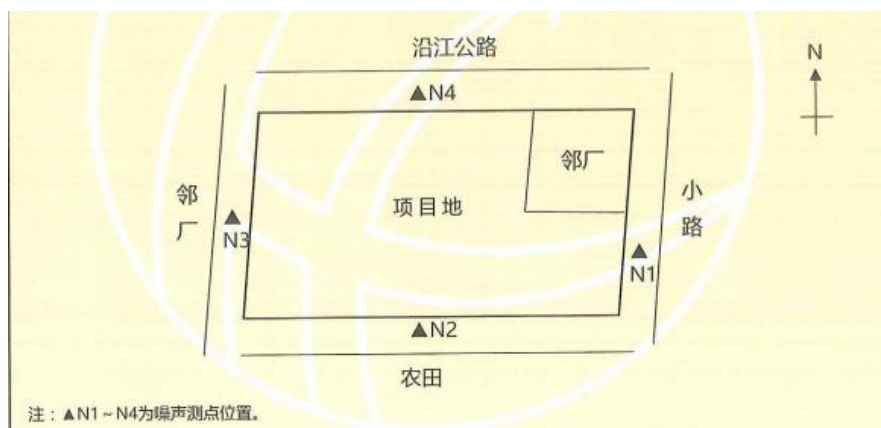 沿江公路
N
▲N4
邻厂
邻
厂
项目地
小
路
▲
N3
▲
N1
▲N2
农田
注：▲N1~N4为噪声测点位置。